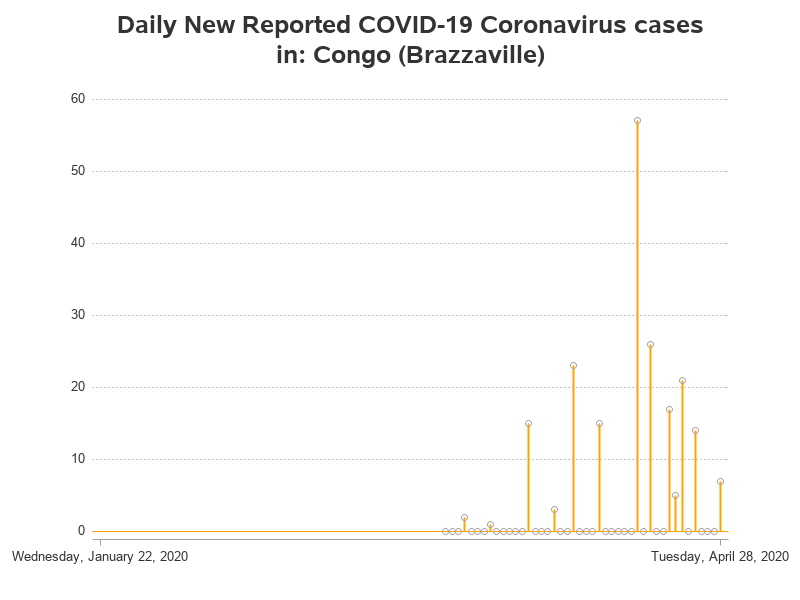 Daily New Reported COVID-19 Coronavirus cases
in: Congo (Brazzaville)
60
50
40
30
20
10
0
Wednesday, January 22, 2020
Tuesday, April 28, 2020